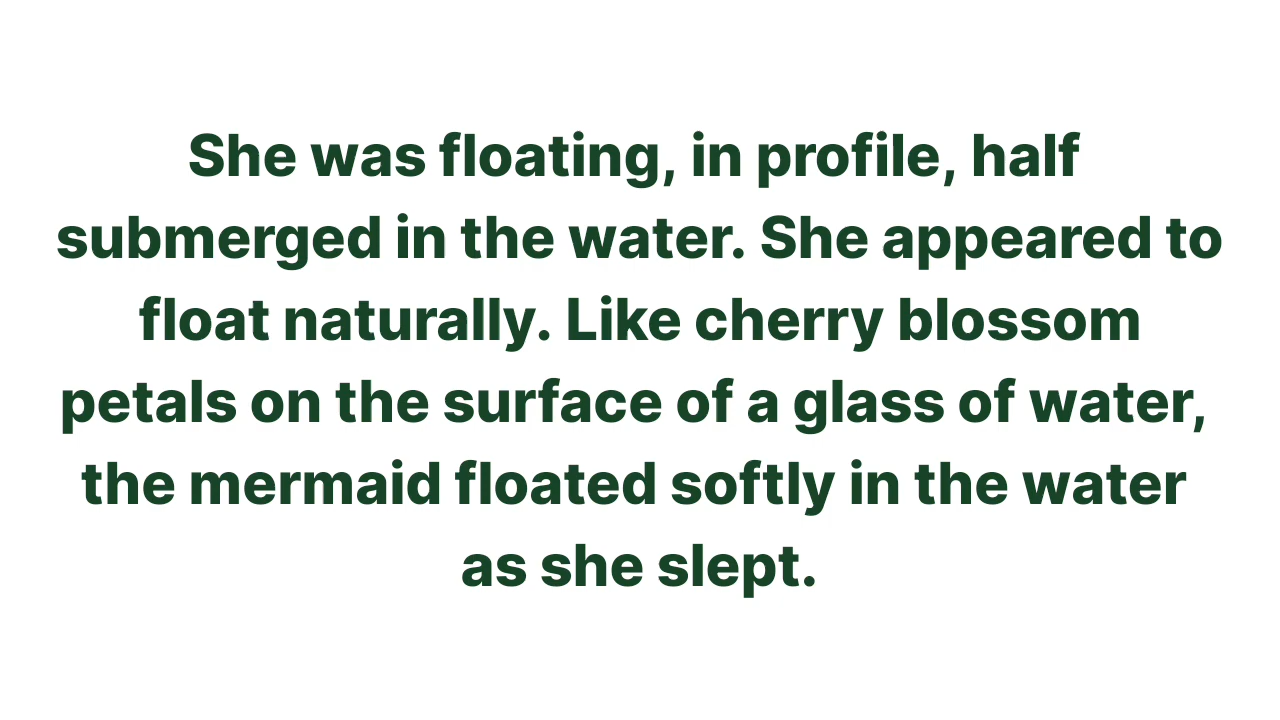 She was floating, in profile, half
submerged in the water. She appeared to
float naturally. Like cherry blossom
petals on the surface of a glass of water,
the mermaid floated softly in the water
as she slept.